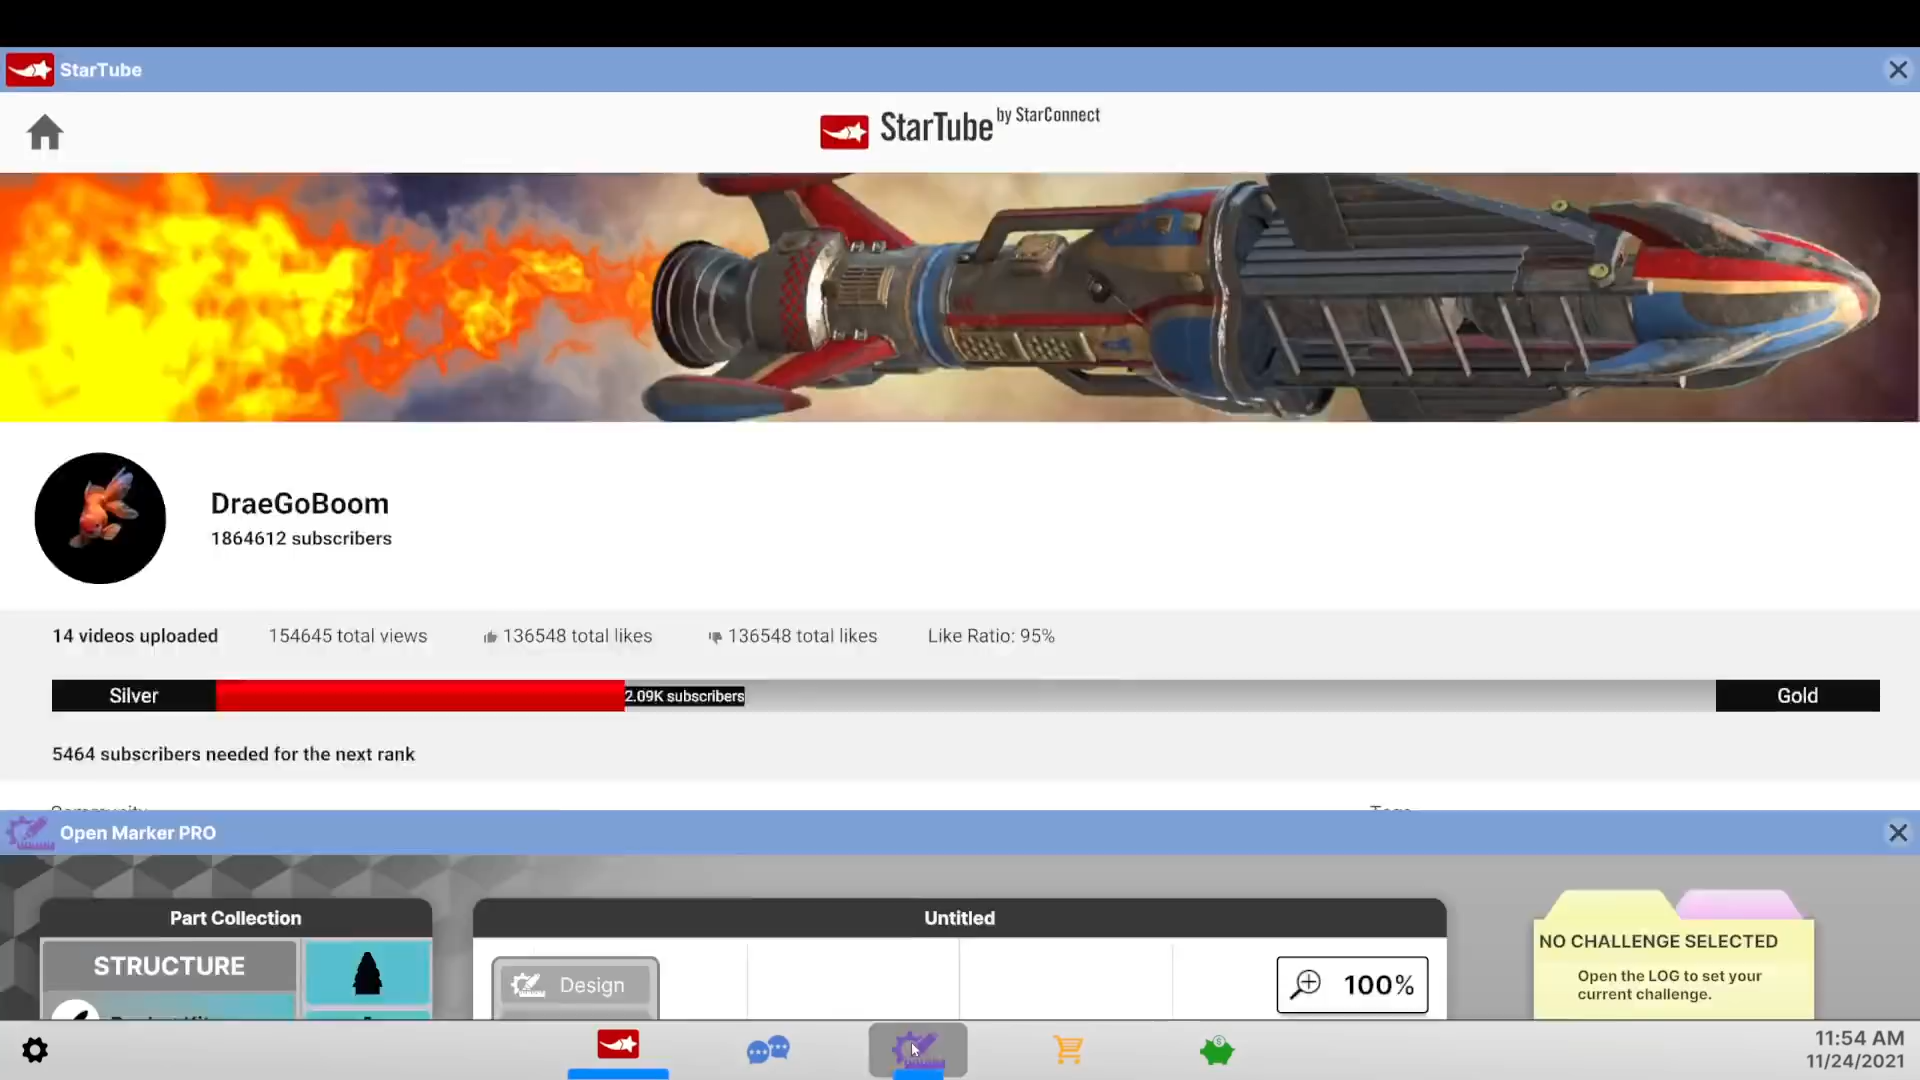 StarTube
StarTube by StarConnect
DraeGoBoom
1864612 subscribers
14 videos uploaded 154645 total views 136548 total likes 136548 total likes Like Ratio: 95%
Silver 2.09K subscribers Gold
5464 subscribers needed for the next rank
Open Marker PRO
Part Collection
STRUCTURE
Untitled
Design
100%
NO CHALLENGE SELECTED
Open the LOG to set your
current challenge.
11:54 AM
11/24/2021